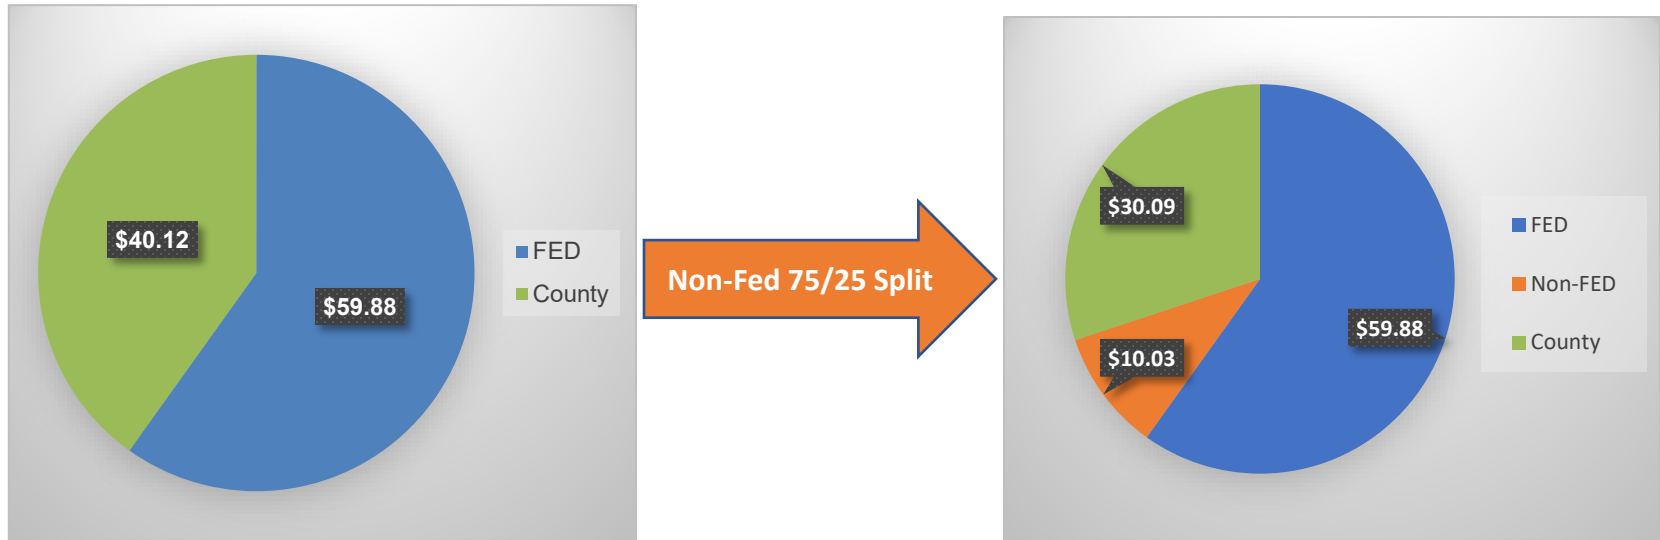 $40.12
$59.88
FED
County
Non-Fed 75/25 Split
$30.09
$10.03
$59.88
FED
Non-FED
County